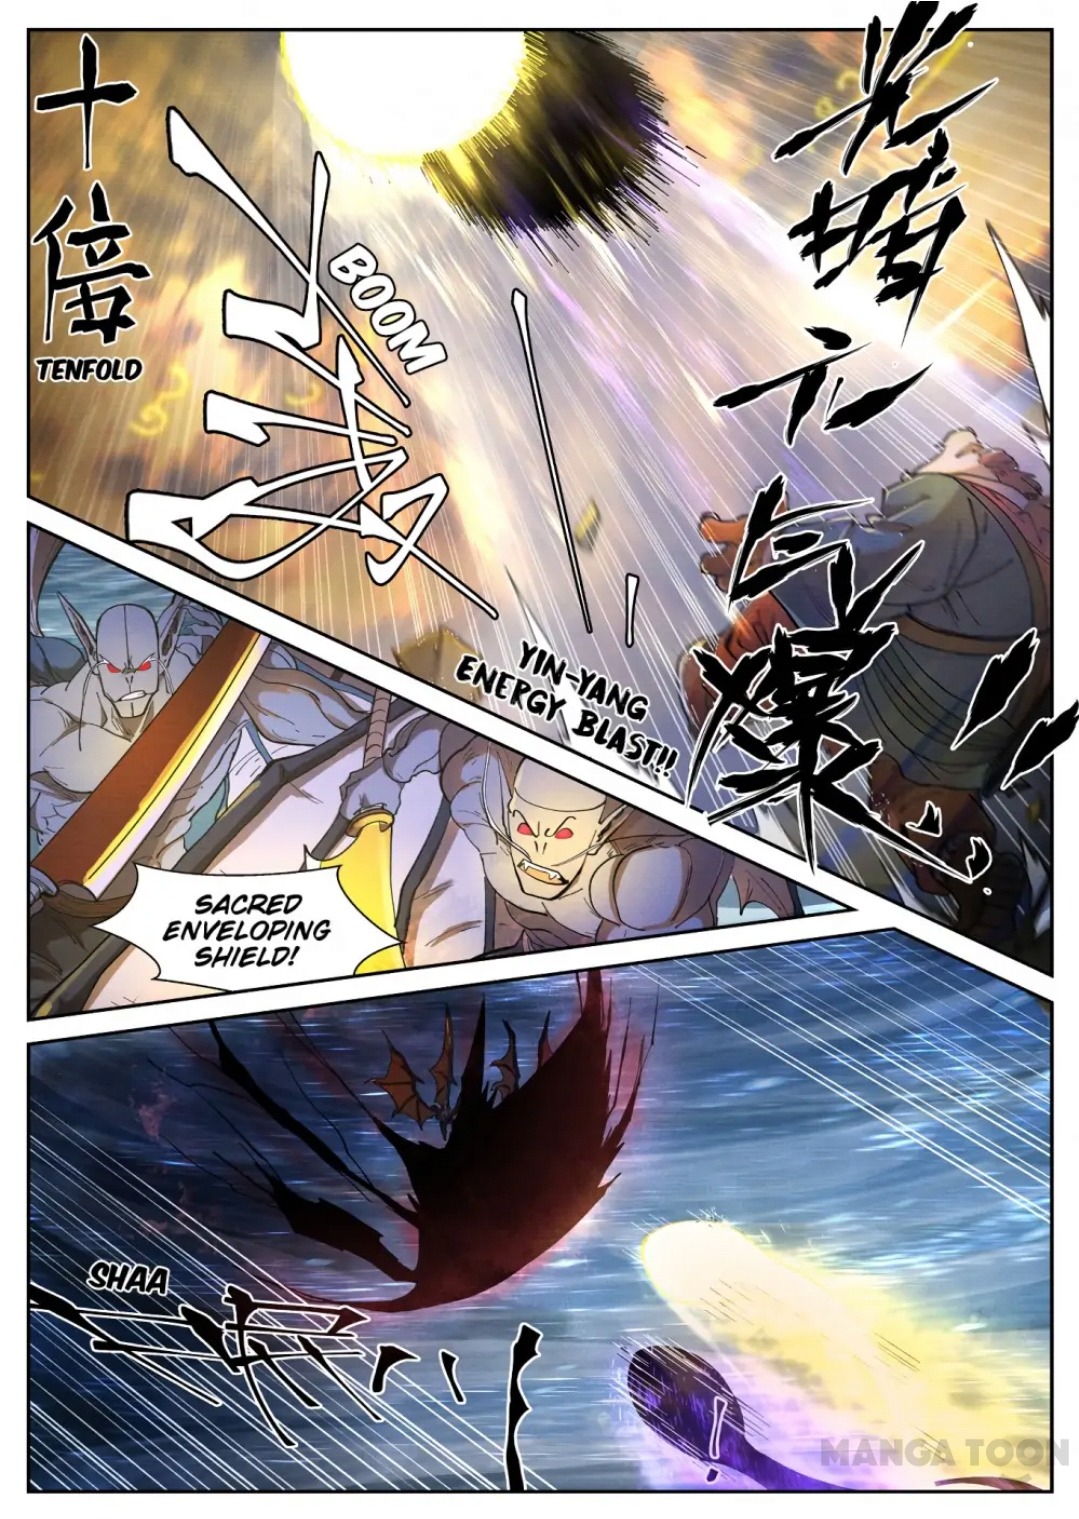 十倍
TENFOLD
轰
BOOM
光暗元气爆!!
YIN-YANG
ENERGY BLAST!!
SACRED
ENVELOPING
SHIELD!
SHAA
MANGA TOON